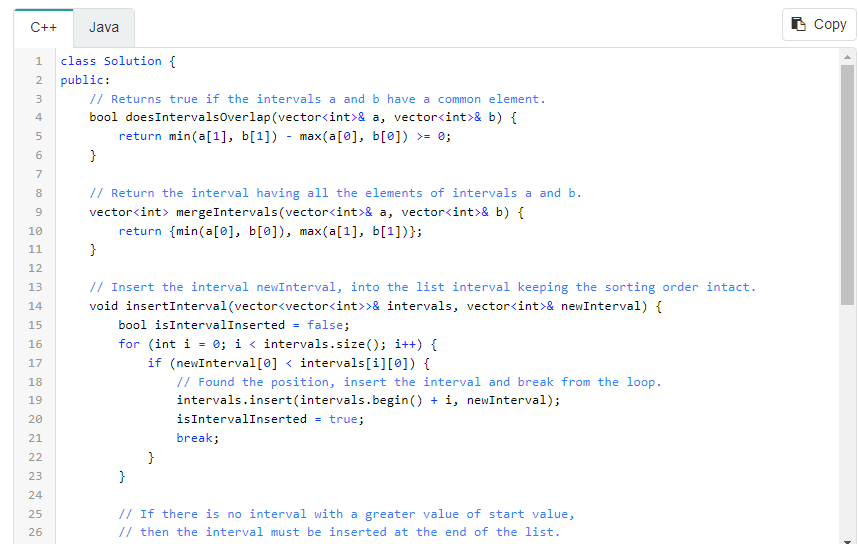 C++ Java Copy
1 class Solution {
2 public:
3 // Returns true if the intervals a and b have a common element.
4 bool doesIntervalsOverlap(vector<int>& a, vector<int>& b) {
5 return min(a[1], b[1]) - max(a[0], b[0]) >= 0;
6 }
7
8 // Return the interval having all the elements of intervals a and b.
9 vector<int> mergeIntervals(vector<int>& a, vector<int>& b) {
10 return {min(a[0], b[0]), max(a[1], b[1])};
11 }
12
13 // Insert the interval newInterval, into the list interval keeping the sorting order intact.
14 void insertInterval(vector<vector<int>>& intervals, vector<int>& newInterval) {
15 bool isIntervalInserted = false;
16 for (int i = 0; i < intervals.size(); i++) {
17 if (newInterval[0] < intervals[i][0]) {
18 // Found the position, insert the interval and break from the loop.
19 intervals.insert(intervals.begin() + i, newInterval);
20 isIntervalInserted = true;
21 break;
22 }
23 }
24
25 // If there is no interval with a greater value of start value,
26 // then the interval must be inserted at the end of the list.